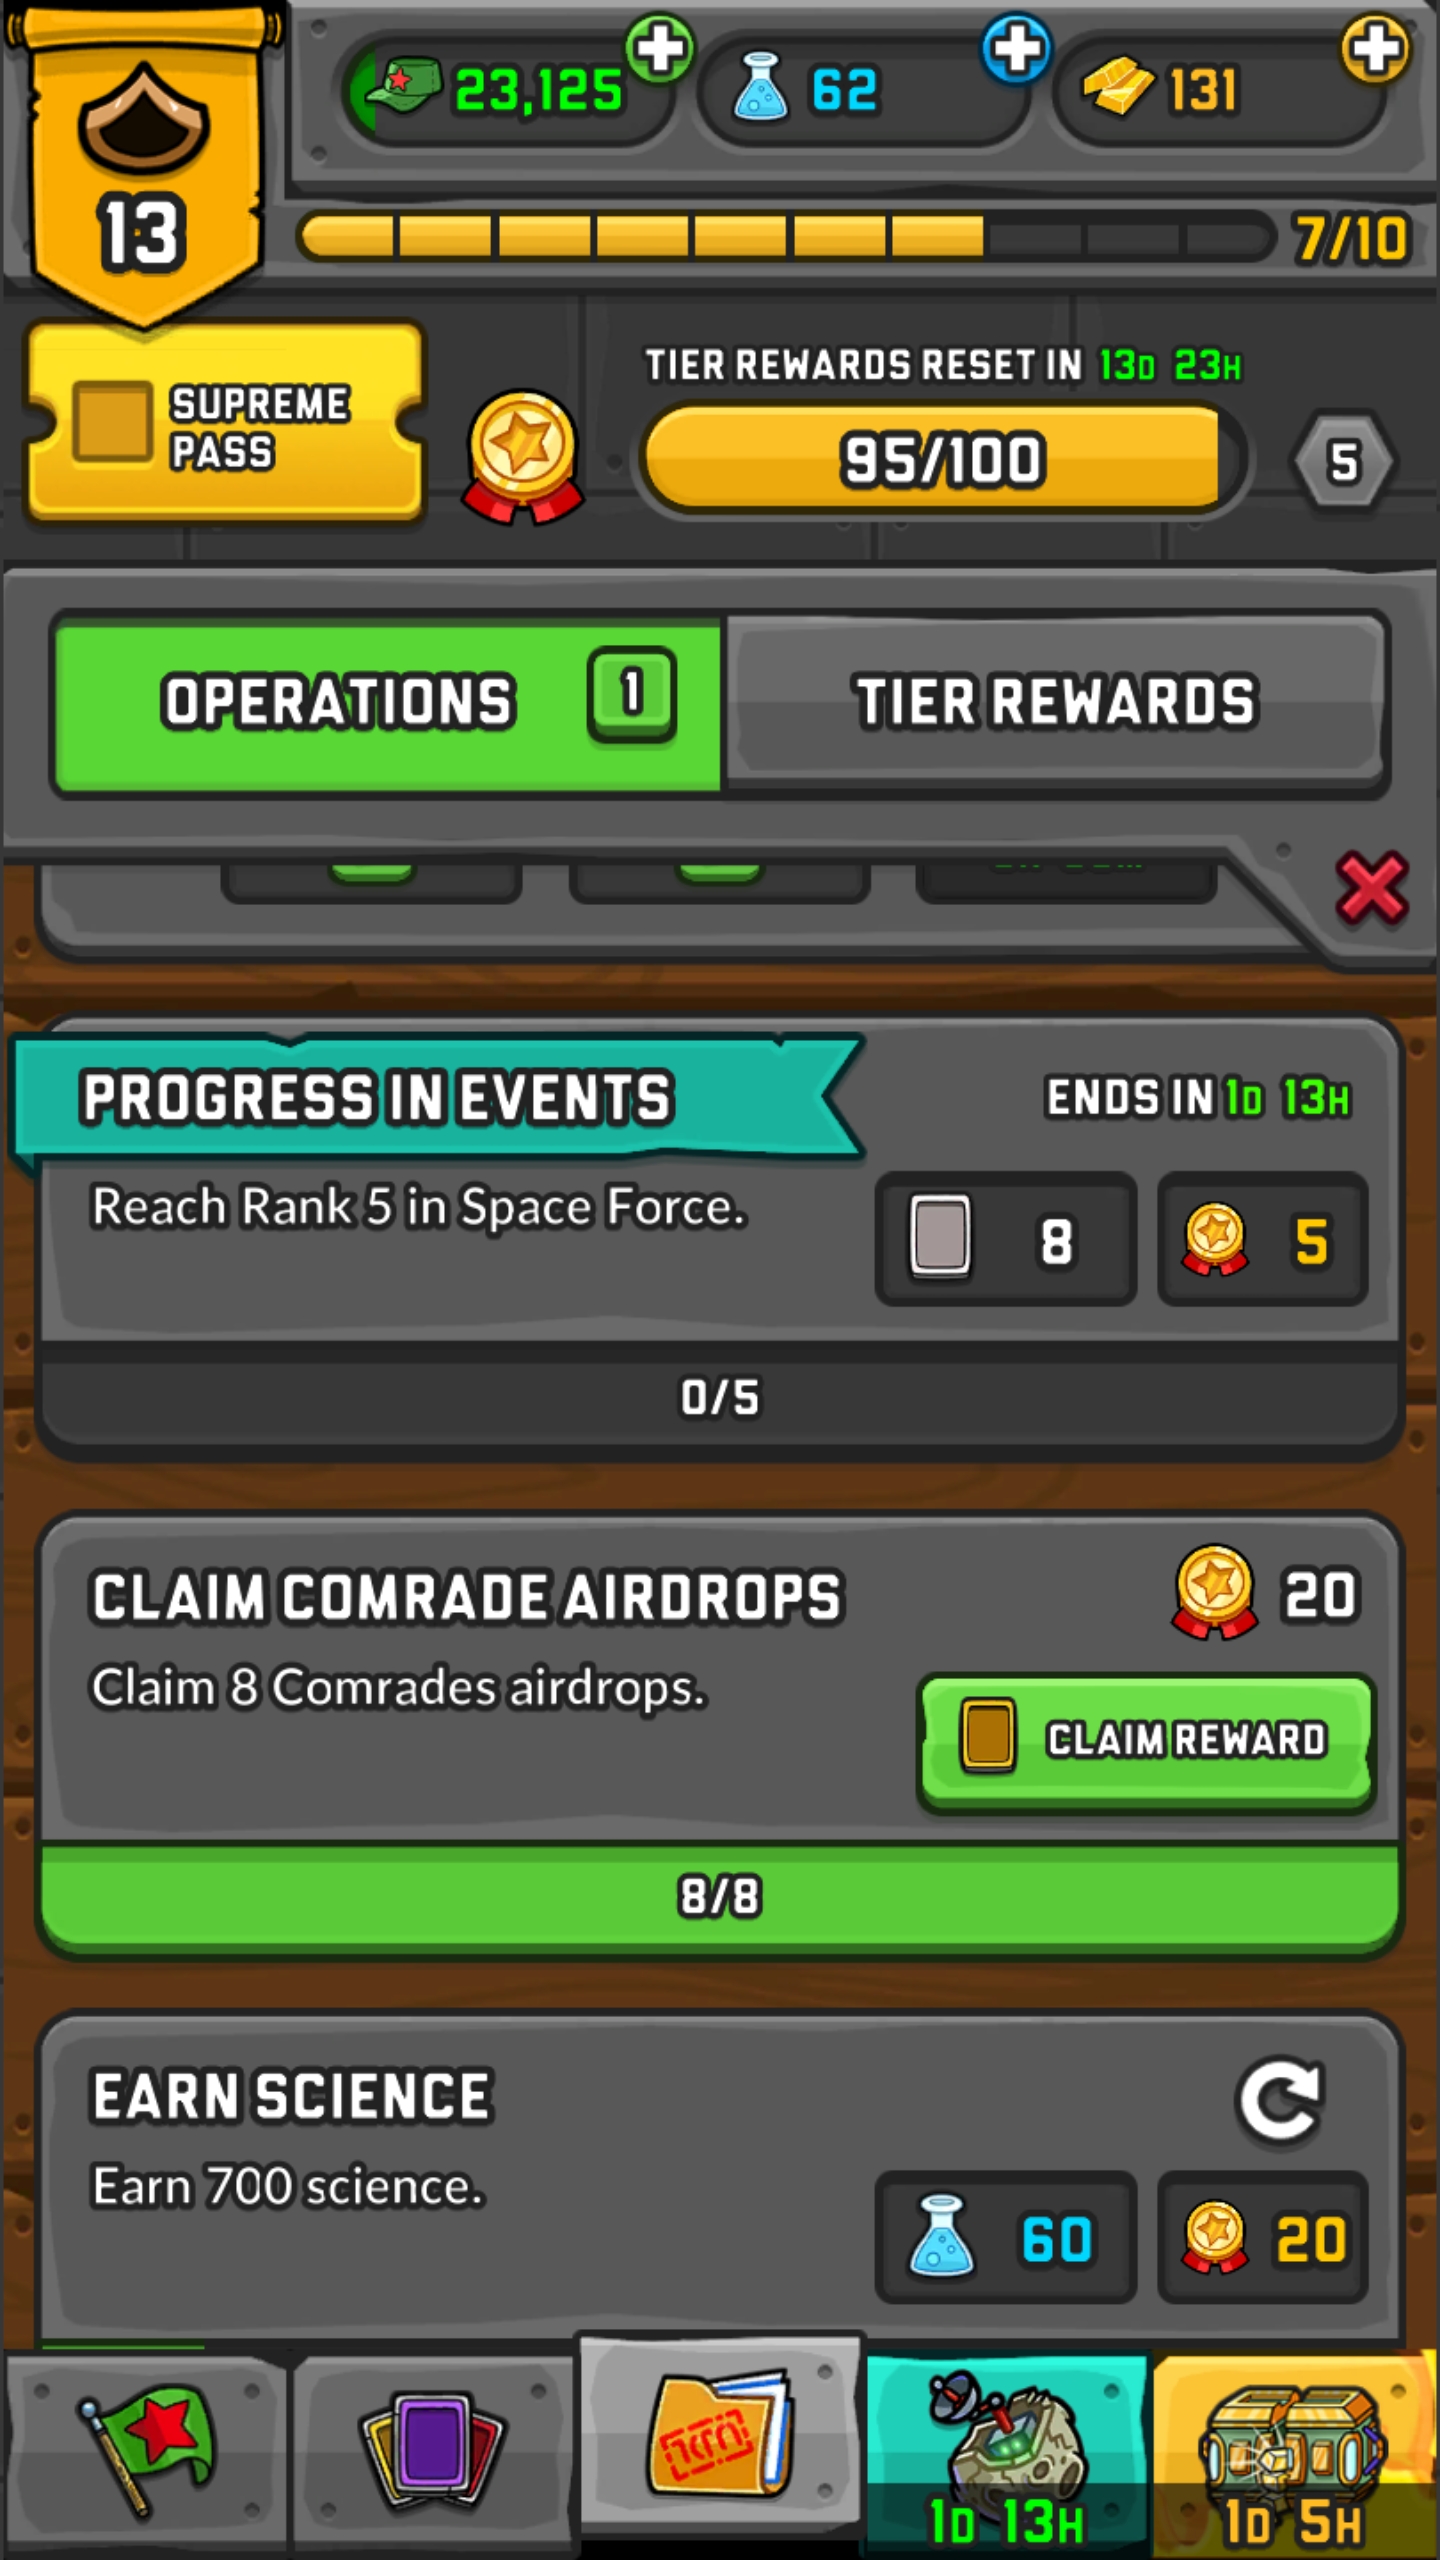 23,125
62
131
13
7/10
SUPREME
PASS
TIER REWARDS RESET IN 13D 23H
95/100
5
OPERATIONS
1
TIER REWARDS
PROGRESS IN EVENTS
ENDS IN 1D 13H
Reach Rank 5 in Space Force.
8
5
0/5
CLAIM COMRADE AIRDROPS
20
Claim 8 Comrades airdrops.
CLAIM REWARD
8/8
EARN SCIENCE
Earn 700 science.
60
20
1D 13H
1D 5H